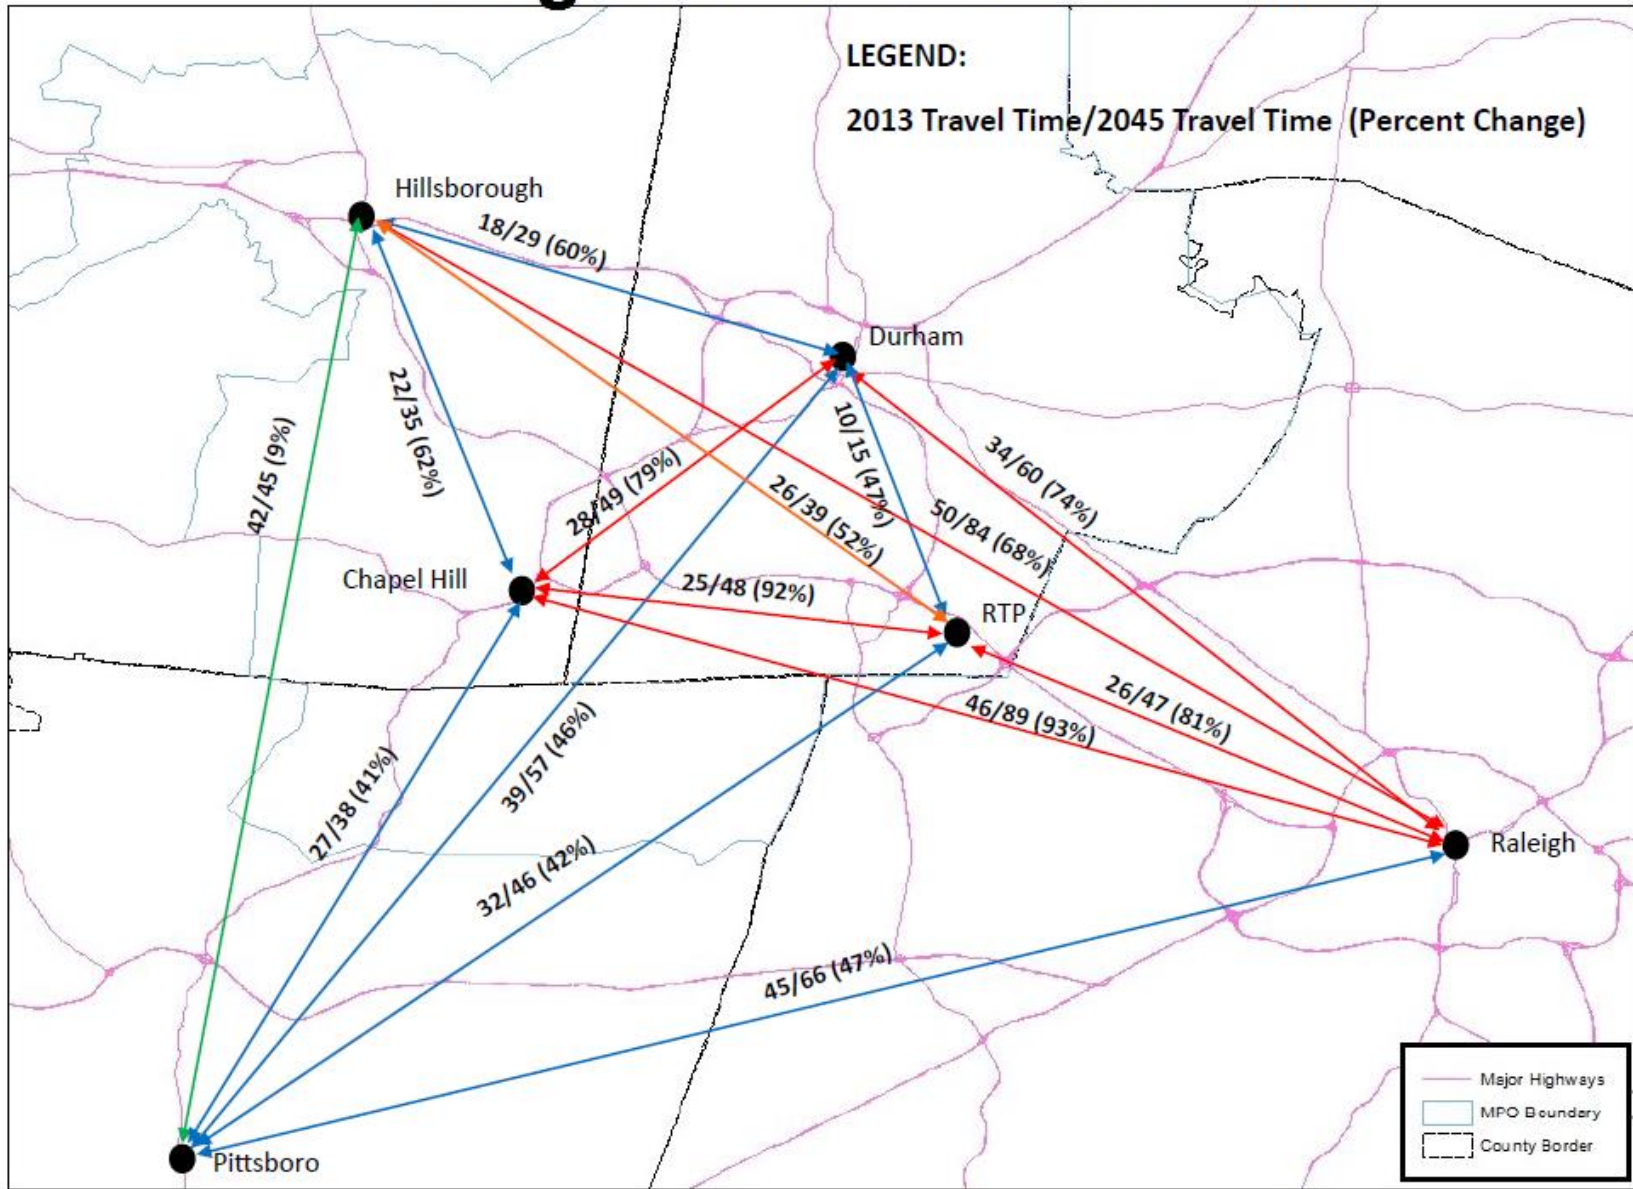 LEGEND:
2013 Travel Time/2045 Travel Time (Percent Change)
Hillsborough
18/29 (60%)
Durham
22/35 (62%)
42/45 (9%)
28/49 (79%)
10/15 (47%)
34/60 (74%)
26/39 (52%)
50/84 (68%)
Chapel Hill
25/48 (92%)
RTP
46/89 (93%)
26/47 (81%)
27/38 (41%)
39/57 (46%)
32/46 (42%)
Raleigh
45/66 (47%)
Pittsboro
Major Highways
MPO Boundary
County Border